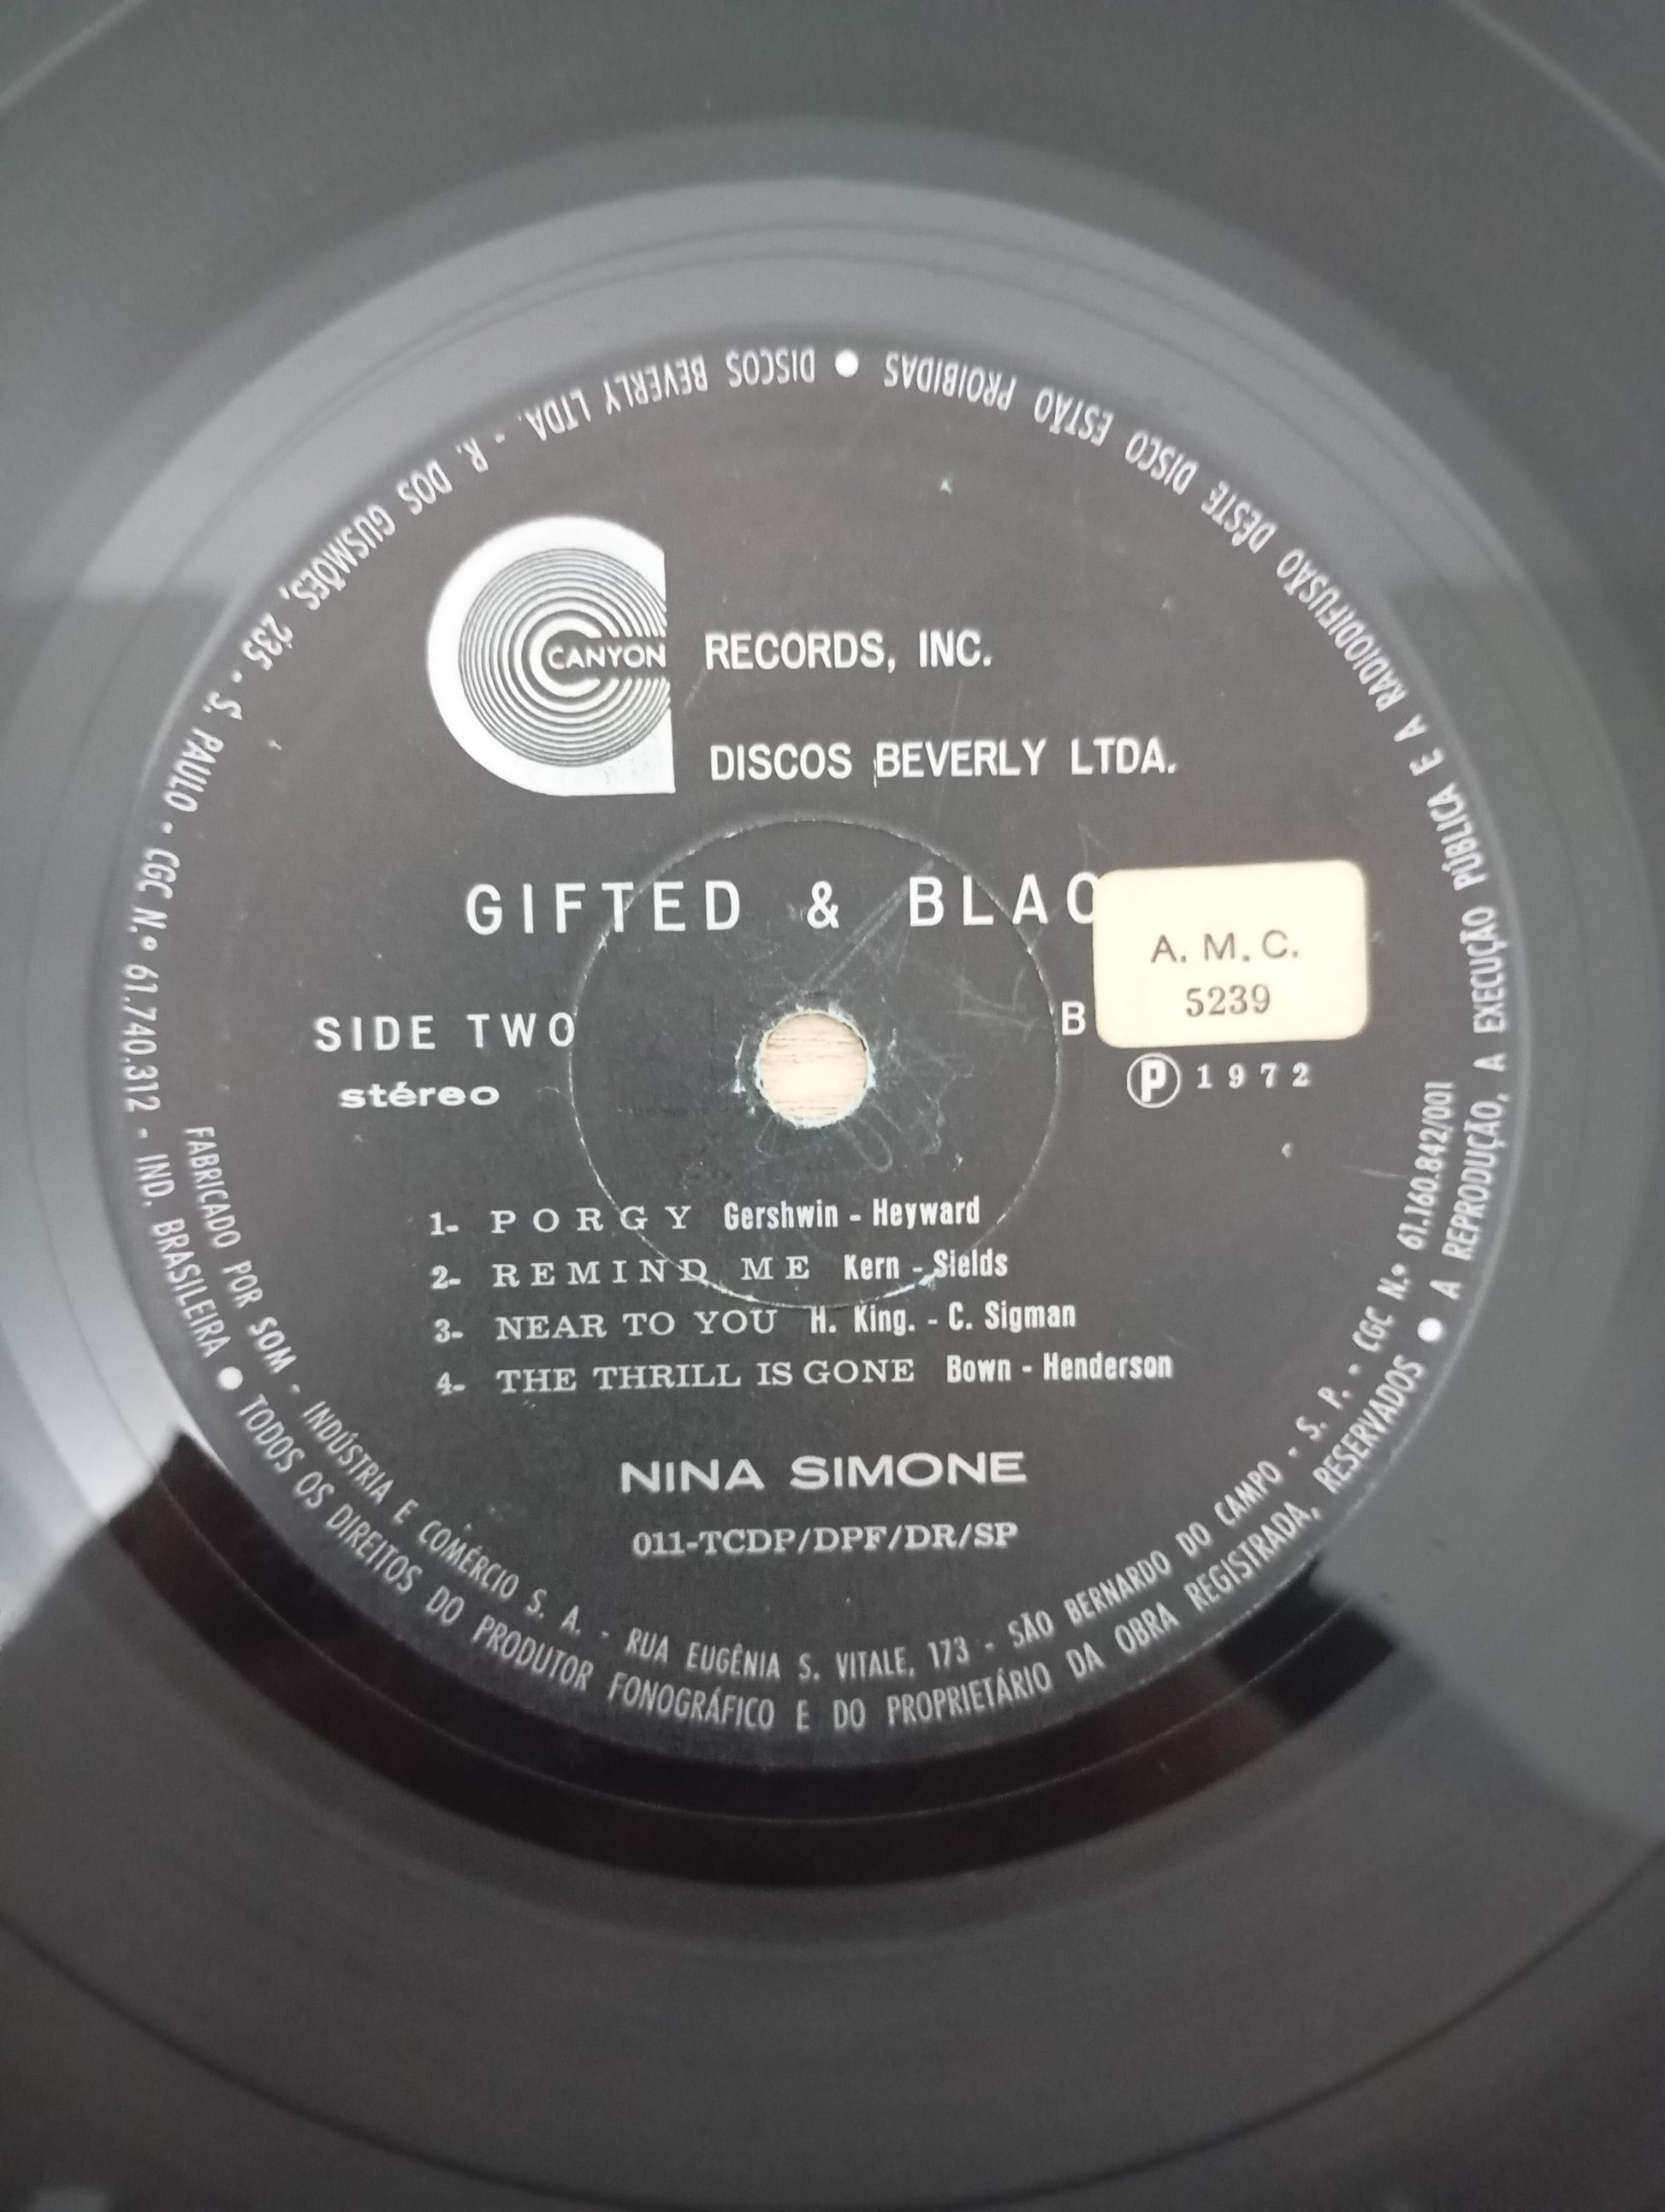 CANYON
RECORDS, INC.
DISCOS BEVERLY LTDA.
GIFTED & BLAC
A. M. C.
5239
SIDE TWO
B
stéreo
Ⓟ 1972
1- PORGY Gershwin - Heyward
2- REMIND ME Kern - Sields
3- NEAR TO YOU H. King. - C. Sigman
4- THE THRILL IS GONE Bown - Henderson
NINA SIMONE
011-TCDP/DPF/DR/SP
FABRICADO POR SOM - INDÚSTRIA E COMÉRCIO S. A. - RUA EUGÊNIA S. VITALE, 173 - SÃO BERNARDO DO CAMPO - S. P. - CGC N.º 61.160.842/001
● TODOS OS DIREITOS DO PRODUTOR FONOGRÁFICO E DO PROPRIETÁRIO DA OBRA REGISTRADA, RESERVADOS ● A REPRODUÇÃO, A EXECUÇÃO PÚBLICA E A RADIODIFUSÃO DÊSTE DISCO ESTÃO PROIBIDAS ● DISCOS BEVERLY LTDA. - R. DOS GUSMÕES, 235 - S. PAULO - CGC N.º 61.740.312 - IND. BRASILEIRA